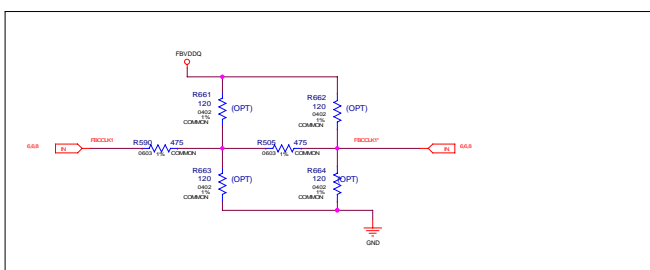 FBVDDQ
R661
120
0402
1%
COMMON
(OPT)
R662
120
0402
1%
COMMON
(OPT)
6,6,8
IN
FBCCLK1
R590 475
0603 1% COMMON
R505 475
0603 1% COMMON
FBCCLK1*
IN
6,6,8
R663
120
0402
1%
COMMON
(OPT)
R664
120
0402
1%
COMMON
(OPT)
GND